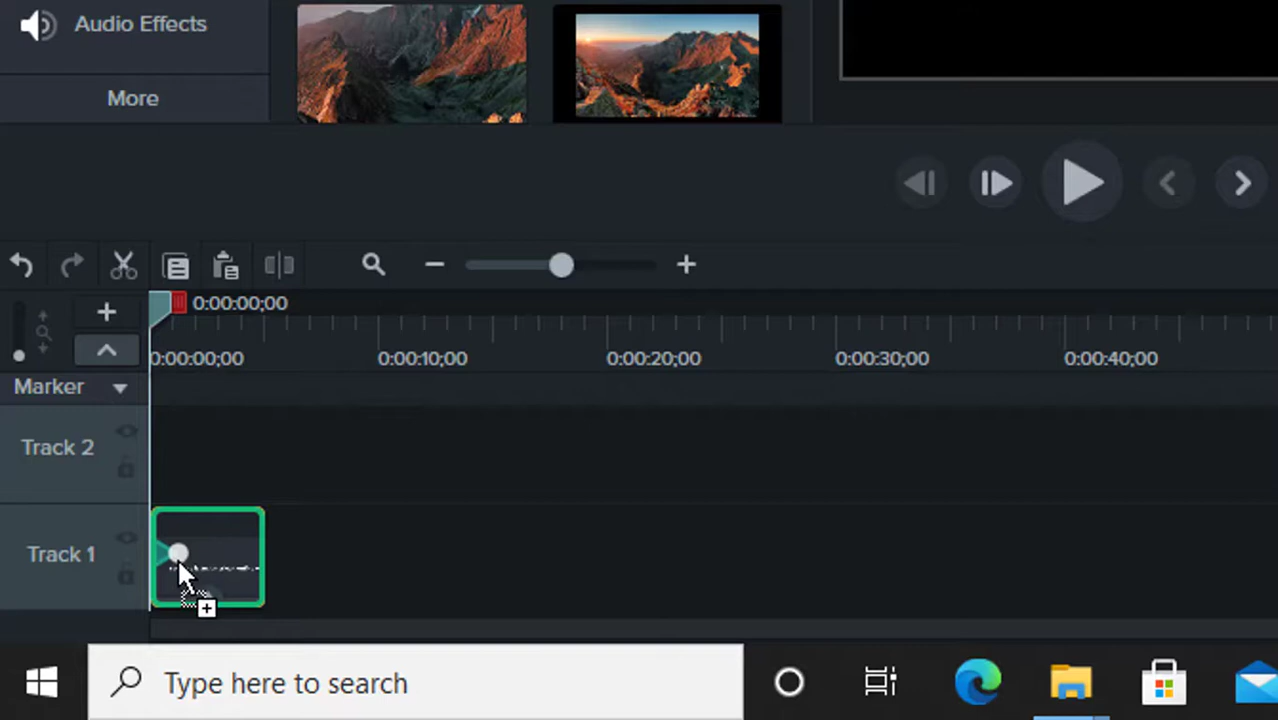 Audio Effects
More
0:00:00;00
0:00:00;00 0:00:10;00 0:00:20;00 0:00:30;00 0:00:40;00
Marker
Track 2
Track 1
Type here to search